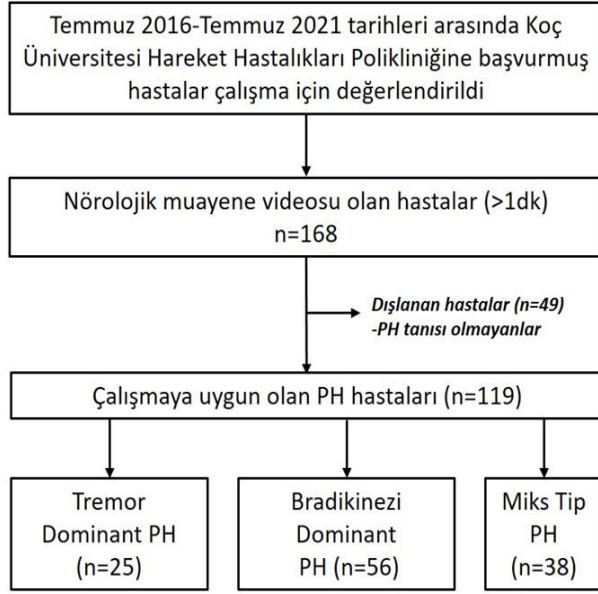 Temmuz 2016-Temmuz 2021 tarihleri arasında Koç
Üniversitesi Hareket Hastalıkları Polikliniğine başvurmuş
hastalar çalışma için değerlendirildi
Nörolojik muayene videosu olan hastalar (>1dk)
n=168
Dışlanan hastalar (n=49)
-PH tanısı olmayanlar
Çalışmaya uygun olan PH hastaları (n=119)
Tremor
Dominant PH
(n=25)
Bradikinezi
Dominant
PH (n=56)
Miks Tip
PH
(n=38)